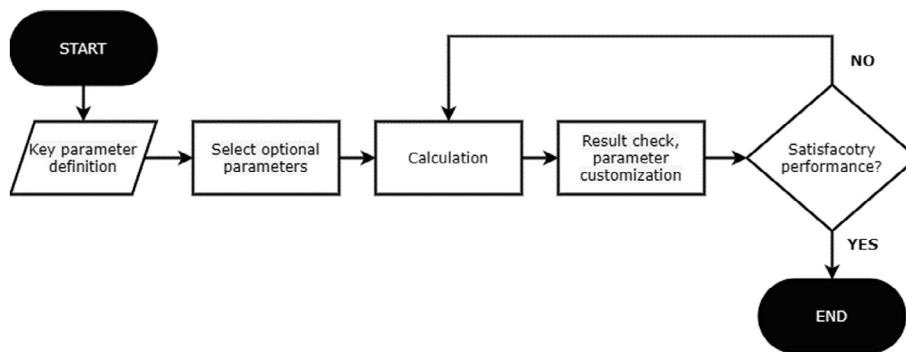 START
NO
Key parameter
definition
Select optional
parameters
Calculation
Result check,
parameter
customization
Satisfacotry
performance?
YES
END